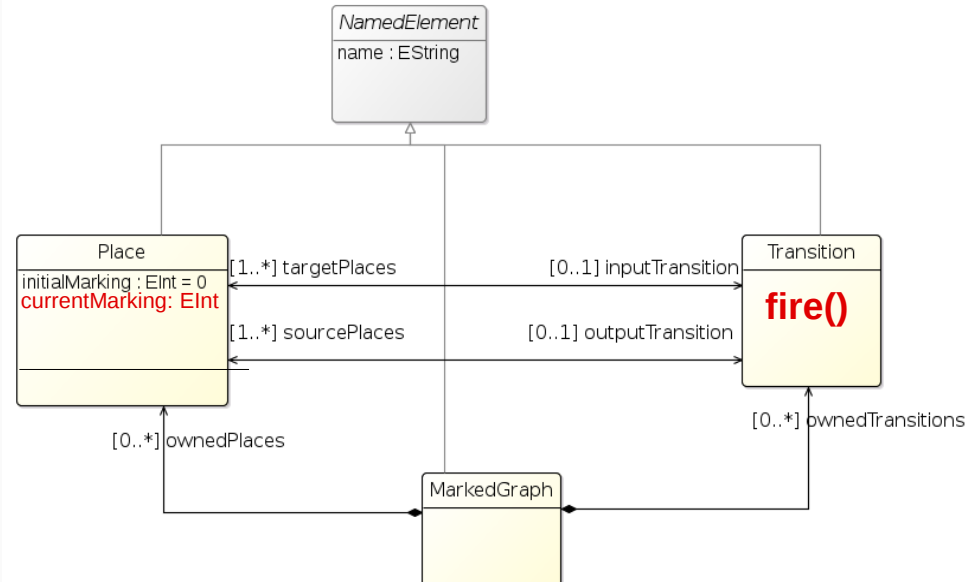 NamedElement
name : EString
Place
initialMarking : EInt = 0
currentMarking: EInt
[1..*] targetPlaces
[0..1] inputTransition
[1..*] sourcePlaces
[0..1] outputTransition
Transition
fire()
[0..*] ownedPlaces
[0..*] ownedTransitions
MarkedGraph